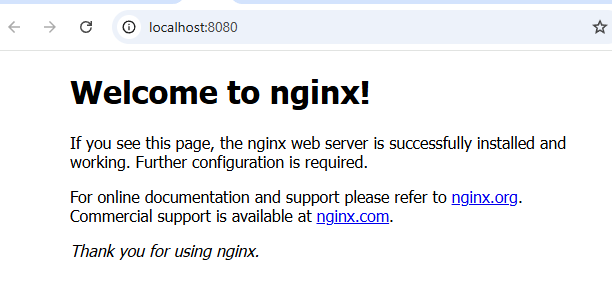 localhost:8080
Welcome to nginx!
If you see this page, the nginx web server is successfully installed and
working. Further configuration is required.
For online documentation and support please refer to nginx.org.
Commercial support is available at nginx.com.
Thank you for using nginx.